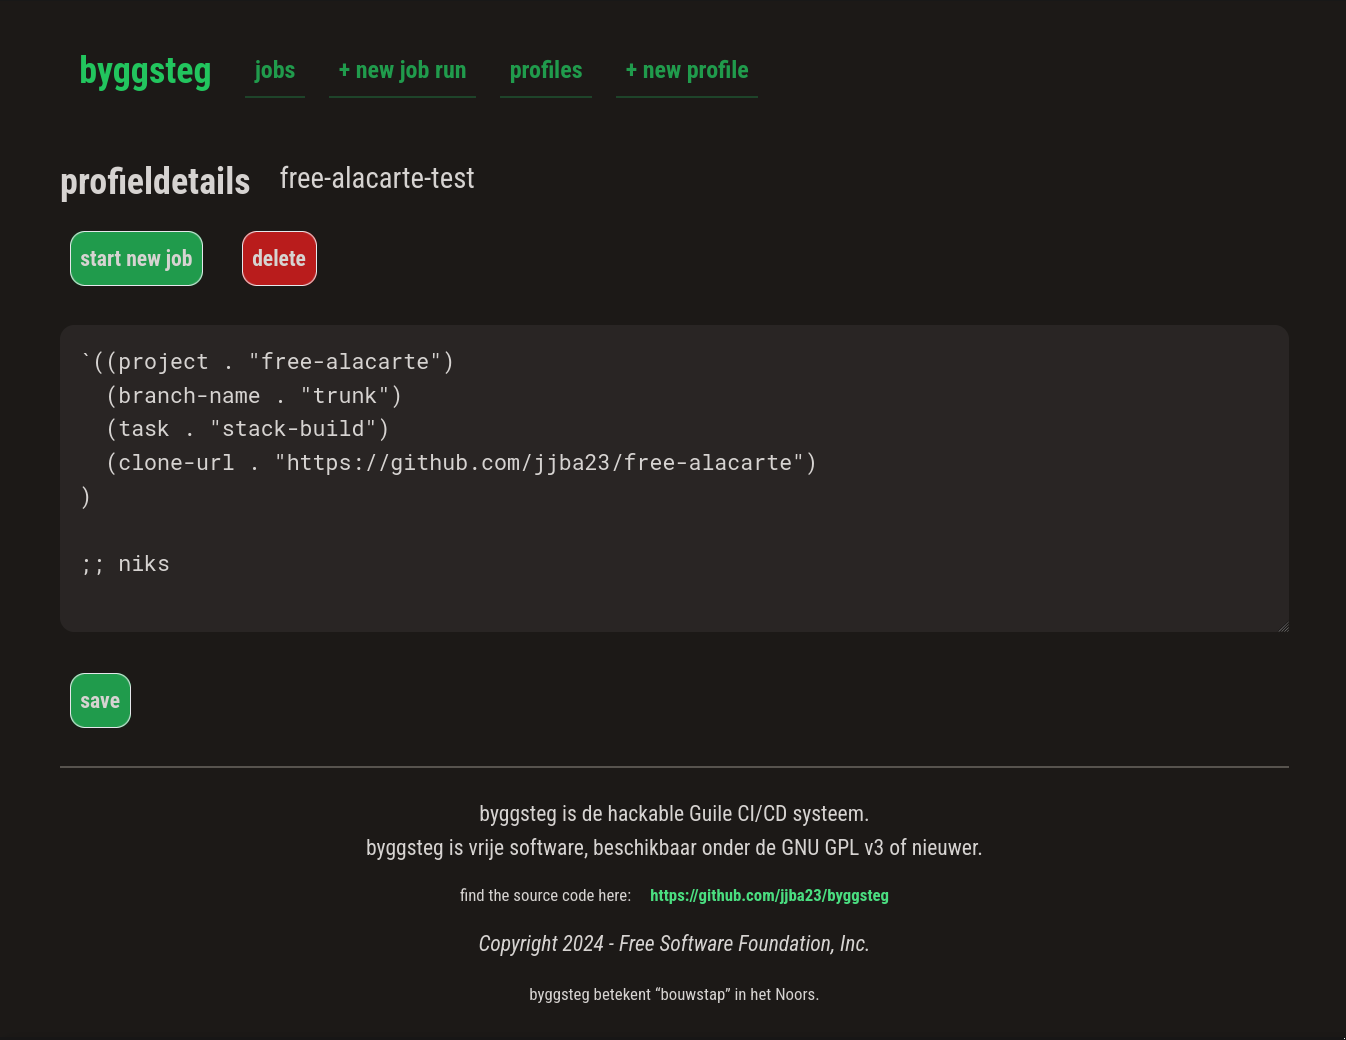 byggsteg jobs + new job run profiles + new profile
profieldetails free-alacarte-test
start new job delete
`((project . "free-alacarte")
  (branch-name . "trunk")
  (task . "stack-build")
  (clone-url . "https://github.com/jjba23/free-alacarte")
)
;; niks
save
byggsteg is de hackable Guile CI/CD systeem.
byggsteg is vrije software, beschikbaar onder de GNU GPL v3 of nieuwer.
find the source code here: https://github.com/jjba23/byggsteg
Copyright 2024 - Free Software Foundation, Inc.
byggsteg betekent “bouwstap” in het Noors.